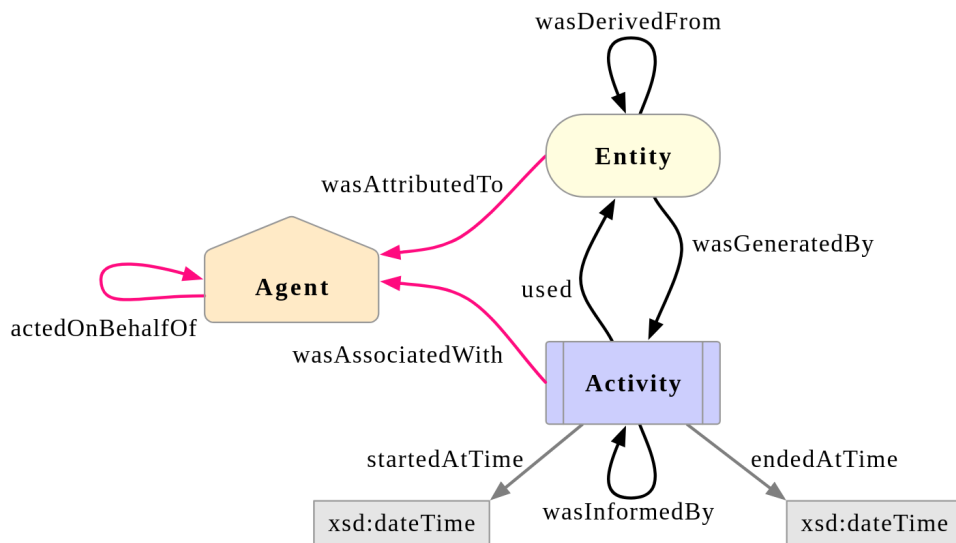 wasDerivedFrom
Entity
wasAttributedTo
wasGeneratedBy
Agent
used
actedOnBehalfOf
wasAssociatedWith
Activity
startedAtTime
endedAtTime
wasInformedBy
xsd:dateTime
xsd:dateTime